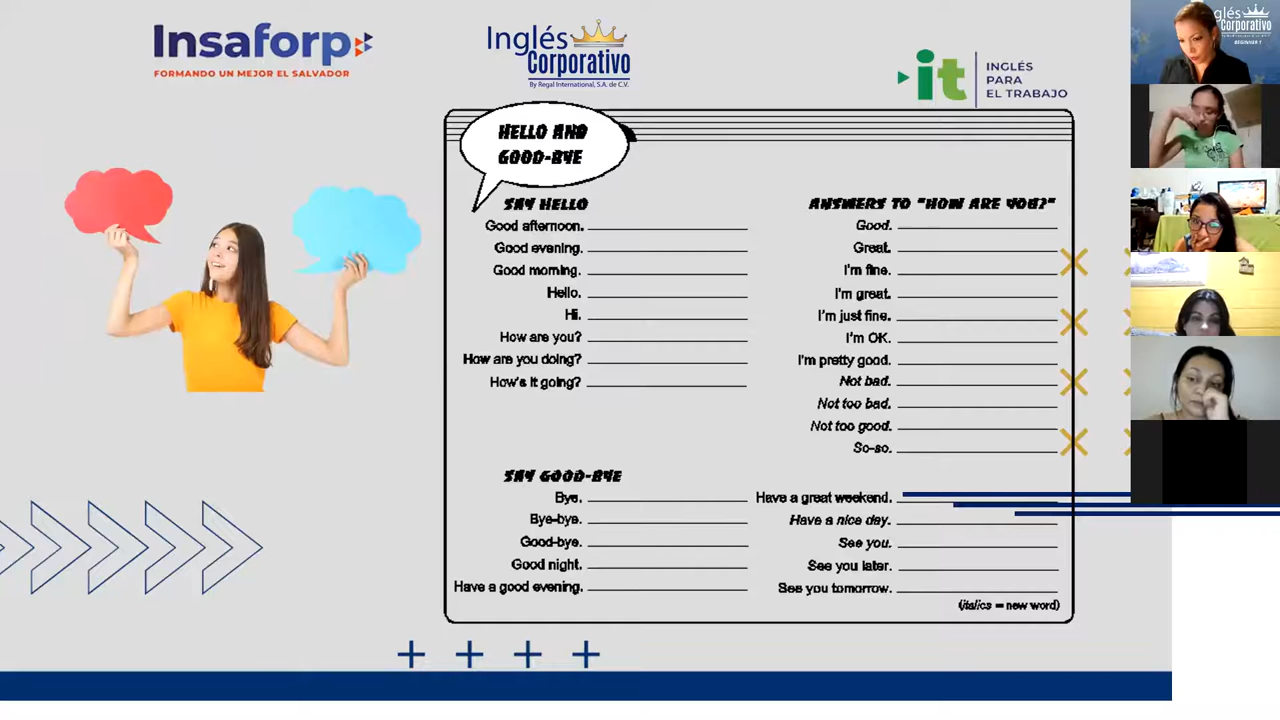 Insaforp
FORMANDO UN MEJOR EL SALVADOR
Inglés
Corporativo
By Regal International, S.A. de C.V.
it
INGLÉS
PARA
EL TRABAJO
HELLO AND
GOOD-BYE
SAY HELLO
Good afternoon.
Good evening.
Good morning.
Hello.
Hi.
How are you?
How are you doing?
How's it going?
ANSWERS TO "HOW ARE YOU?"
Good.
Great.
I'm fine.
I'm great.
I'm just fine.
I'm OK.
I'm pretty good.
Not bad.
Not too bad.
Not too good.
So-so.
SAY GOOD-BYE
Bye.
Bye-bye.
Good-bye.
Good night.
Have a good evening.
Have a great weekend.
Have a nice day.
See you.
See you later.
See you tomorrow.
(italics = new word)
glés
Corporativo
BEGINNER 1